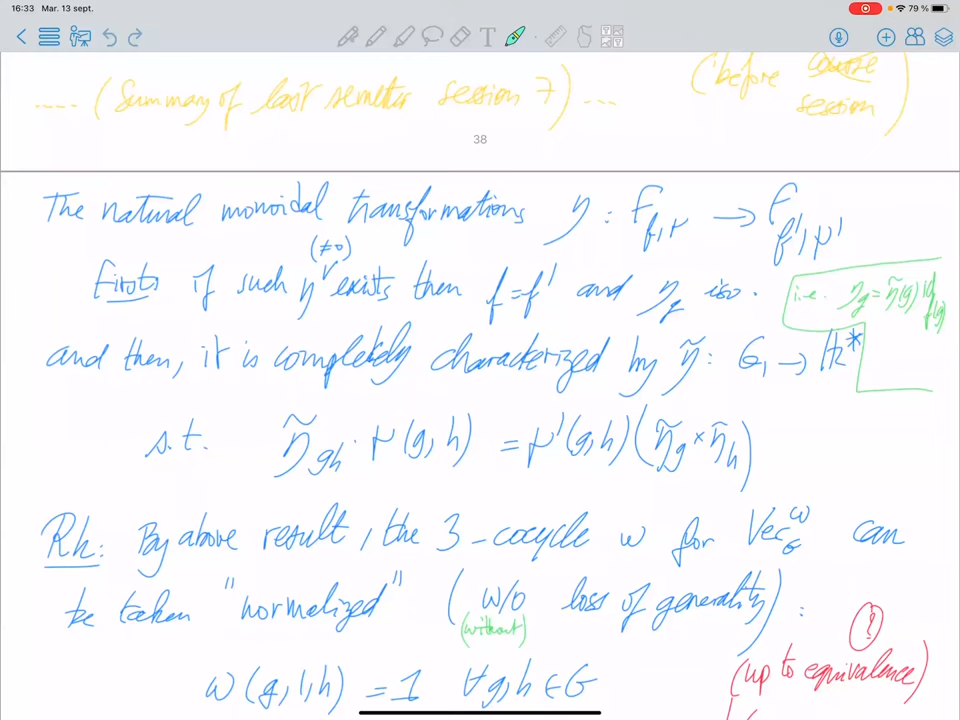 16:33 Mar. 13 sept.
79 %
.... (Summary of last semester session 7) ...
(before course session)
38
The natural monoidal transformations η : F_{f,μ} → F_{f',μ'}
(≠0)
First: if such η exists then f = f' and η_g iso.
i.e. η_g = η̃(g) Id_{f(g)}
and then, it is completely characterized by η̃ : G_1 → k*
s.t. η̃_{gh} · μ(g, h) = μ'(g, h) (η̃_g × η̃_h)
Rk: By above result, the 3-cocycle ω for Vec_G^ω can
be taken "normalized" (w/o loss of generality) :
(without)
?
ω(g, 1, h) = 1 ∀g, h ∈ G
(up to equivalence)